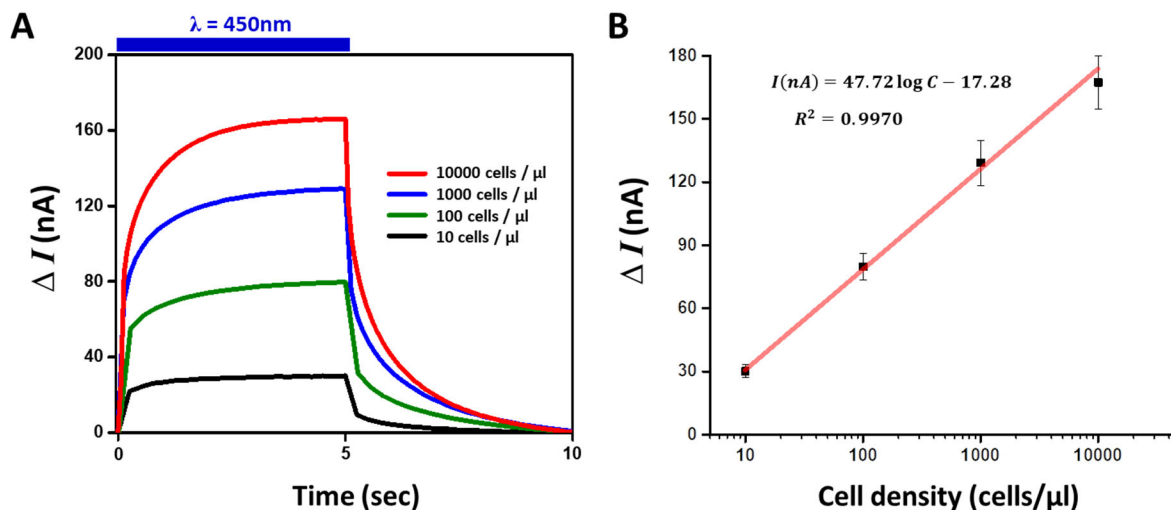 A
λ = 450nm
200
160
120
80
40
0
Δ I (nA)
10000 cells / µl
1000 cells / µl
100 cells / µl
10 cells / µl
0
5
10
Time (sec)
B
180
150
120
90
60
30
0
Δ I (nA)
I(nA) = 47.72 log C − 17.28
R² = 0.9970
10
100
1000
10000
Cell density (cells/µl)